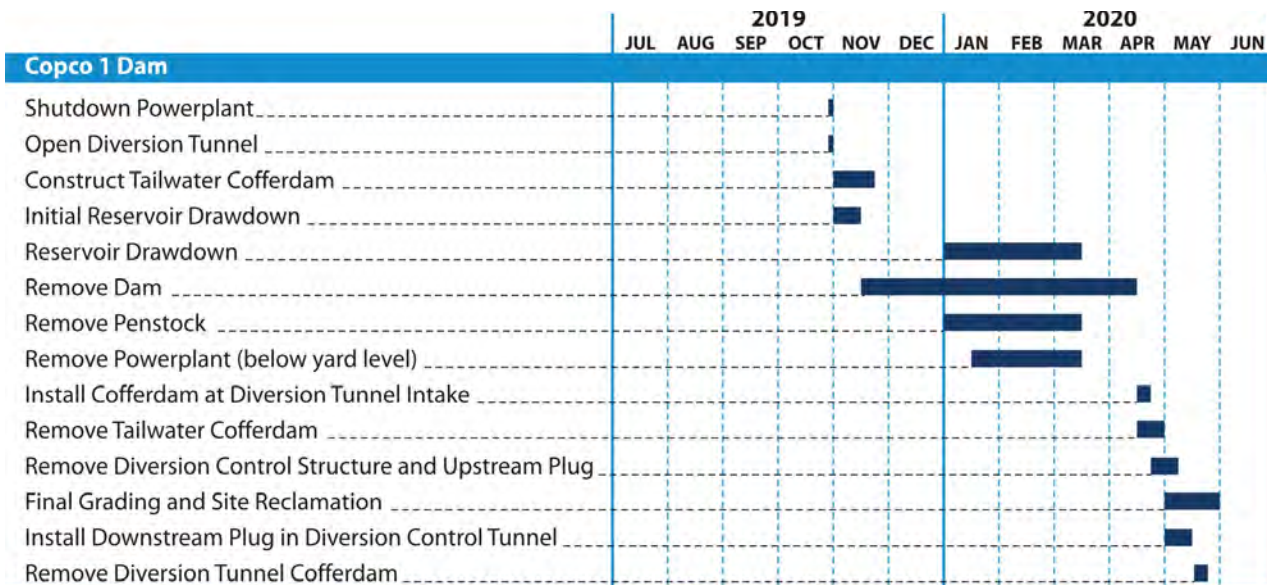 2019 2020
JUL AUG SEP OCT NOV DEC JAN FEB MAR APR MAY JUN
Copco 1 Dam
Shutdown Powerplant
Open Diversion Tunnel
Construct Tailwater Cofferdam
Initial Reservoir Drawdown
Reservoir Drawdown
Remove Dam
Remove Penstock
Remove Powerplant (below yard level)
Install Cofferdam at Diversion Tunnel Intake
Remove Tailwater Cofferdam
Remove Diversion Control Structure and Upstream Plug
Final Grading and Site Reclamation
Install Downstream Plug in Diversion Control Tunnel
Remove Diversion Tunnel Cofferdam